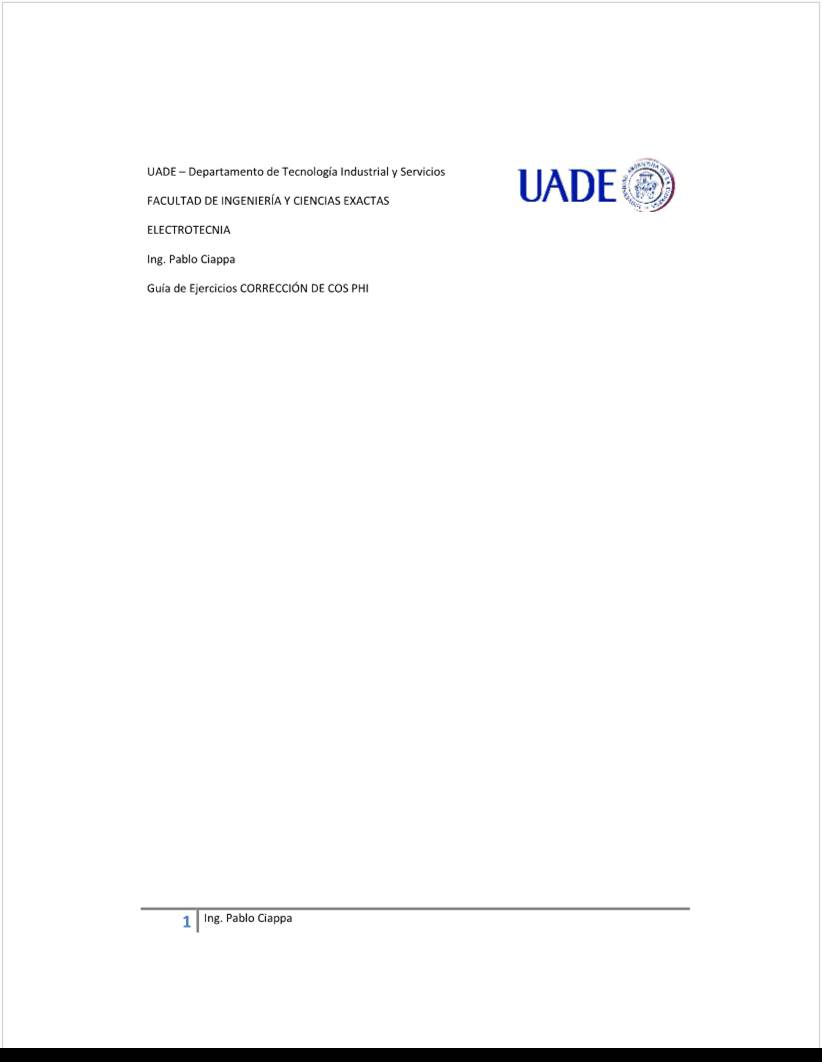 UADE – Departamento de Tecnología Industrial y Servicios
UADE
FACULTAD DE INGENIERÍA Y CIENCIAS EXACTAS
ELECTROTECNIA
Ing. Pablo Ciappa
Guía de Ejercicios CORRECCIÓN DE COS PHI
1 Ing. Pablo Ciappa